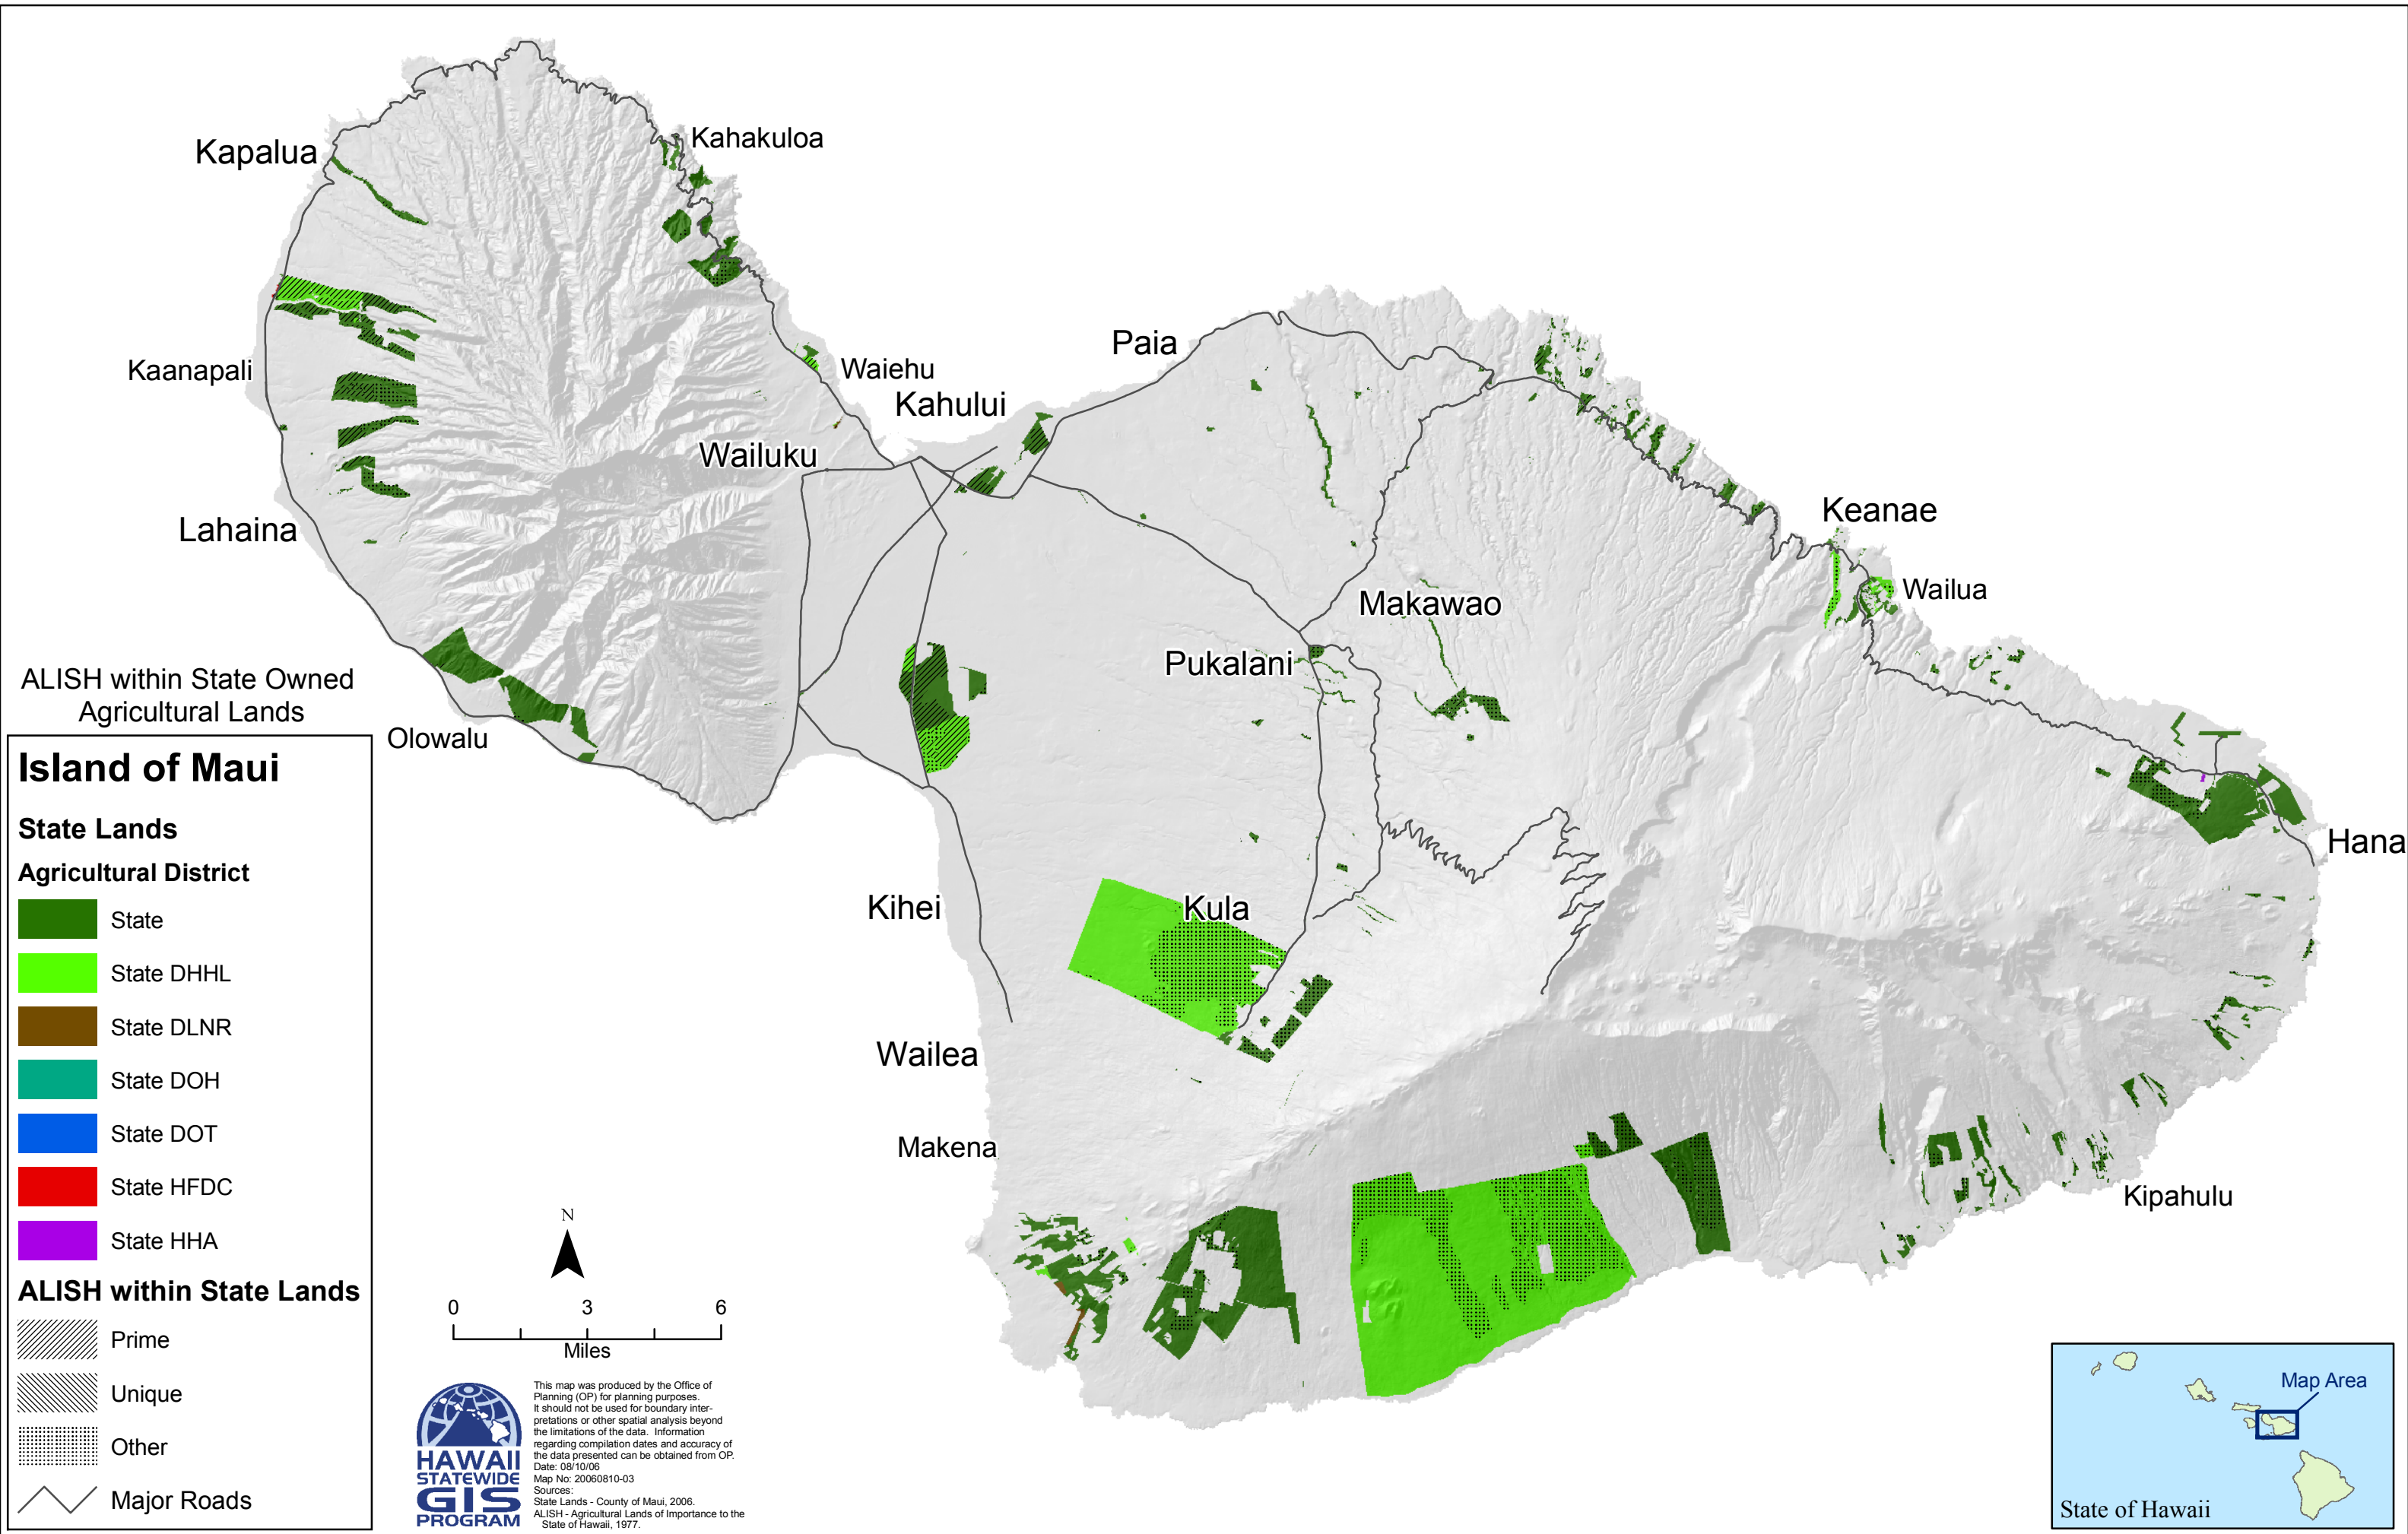 Kapalua
Kahakuloa
Kaanapali
Waiehu
Kahului
Paia
Wailuku
Lahaina
Keanae
Wailua
Makawao
Pukalani
Olowalu
Hana
Kihei
Kula
Wailea
Makena
Kipahulu
ALISH within State Owned
Agricultural Lands
Island of Maui
State Lands
Agricultural District
State
State DHHL
State DLNR
State DOH
State DOT
State HFDC
State HHA
ALISH within State Lands
Prime
Unique
Other
Major Roads
N
0 3 6
Miles
HAWAII
STATEWIDE
GIS
PROGRAM
This map was produced by the Office of
Planning (OP) for planning purposes.
It should not be used for boundary inter-
pretations or other spatial analysis beyond
the limitations of the data. Information
regarding compilation dates and accuracy of
the data presented can be obtained from OP.
Date: 08/10/06
Map No: 20060810-03
Sources:
State Lands - County of Maui, 2006.
ALISH - Agricultural Lands of Importance to the
State of Hawaii, 1977.
Map Area
State of Hawaii